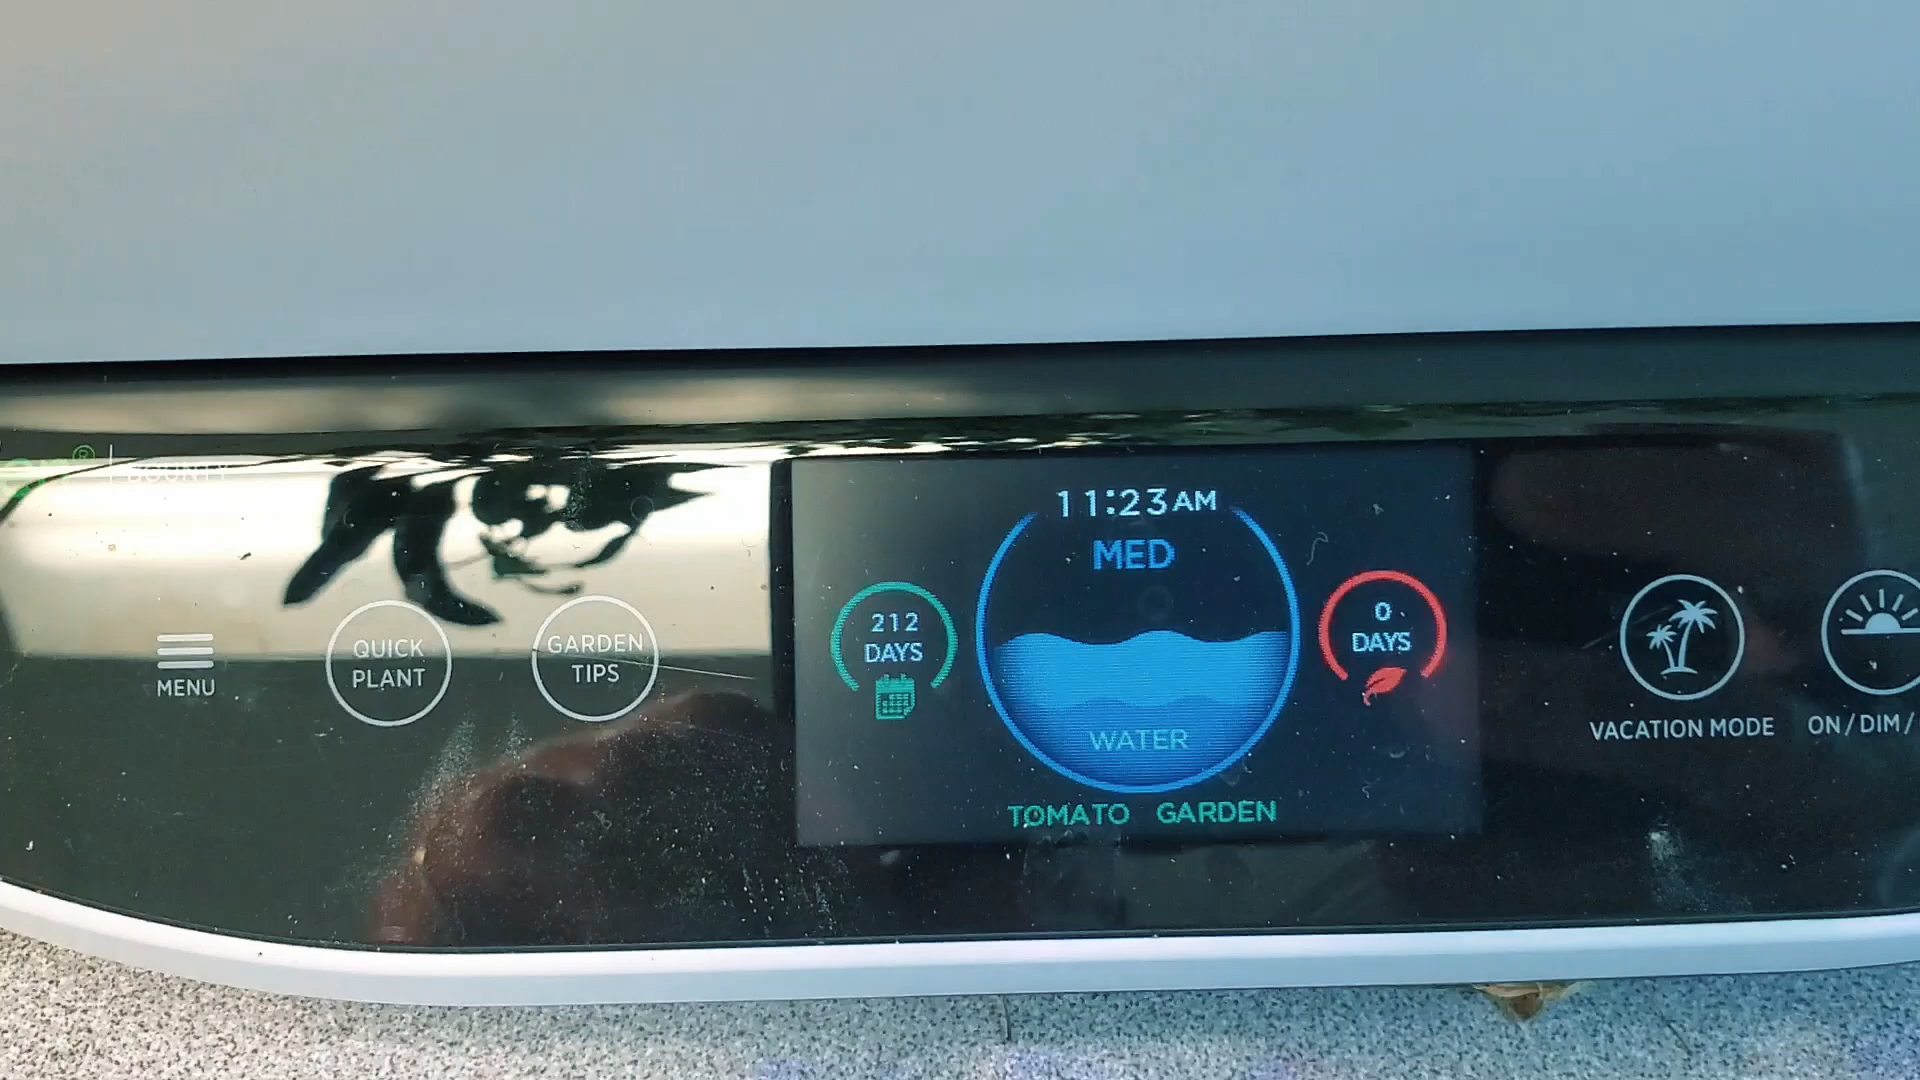 ®
BOUNTY
MENU
QUICK
PLANT
GARDEN
TIPS
11:23AM
MED
212
DAYS
WATER
0
DAYS
TOMATO GARDEN
VACATION MODE
ON/DIM/